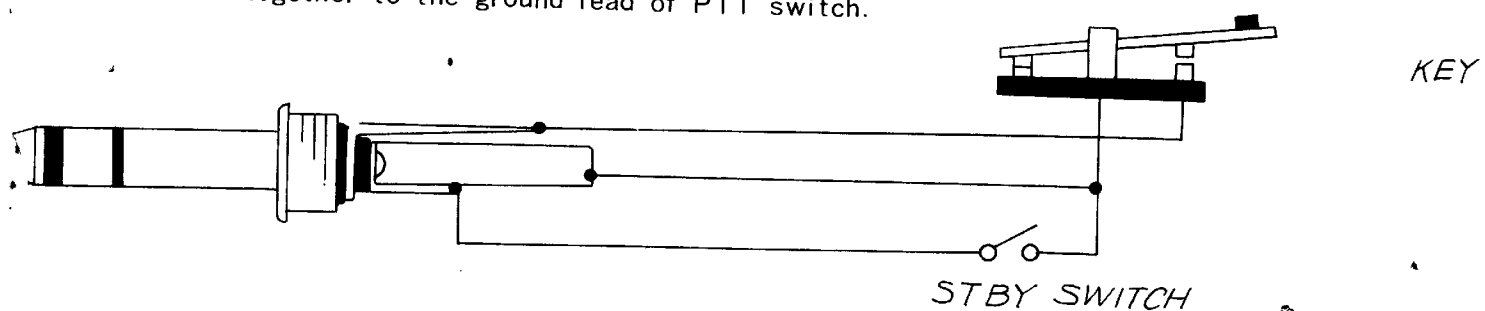 together to the ground lead of PTT switch.
KEY
STBY SWITCH